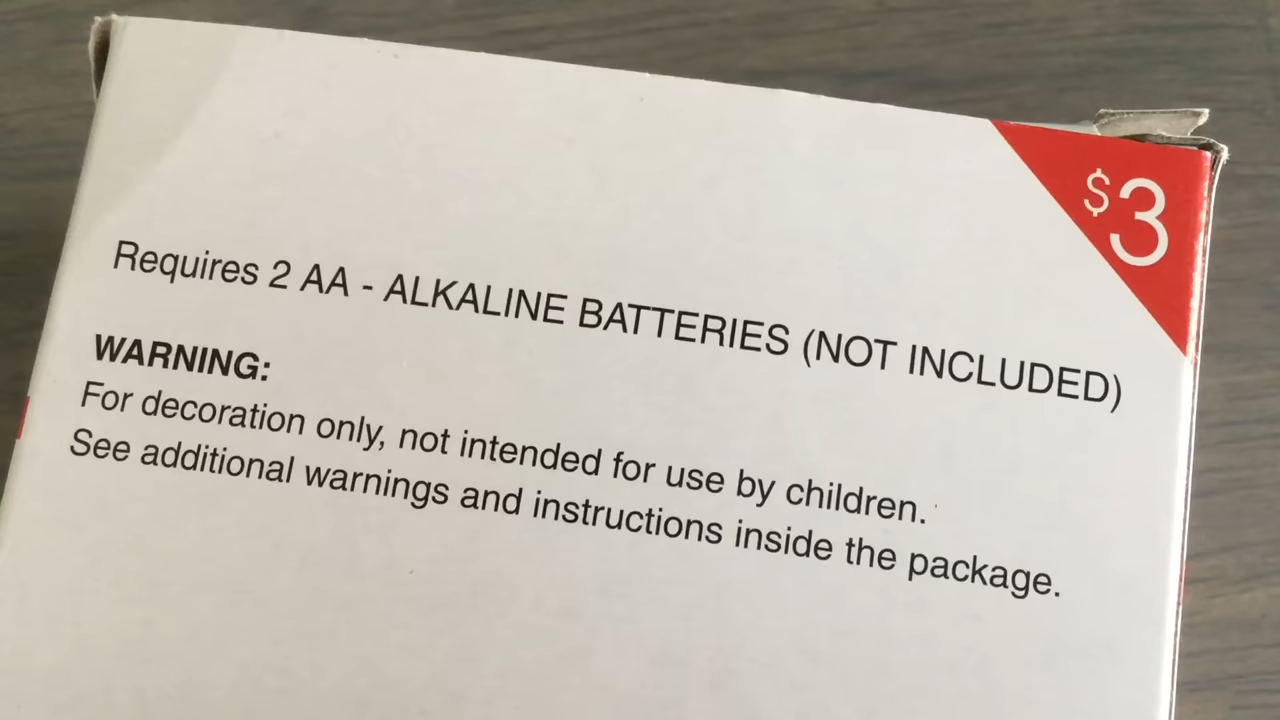 $3
Requires 2 AA - ALKALINE BATTERIES (NOT INCLUDED)
WARNING:
For decoration only, not intended for use by children.
See additional warnings and instructions inside the package.